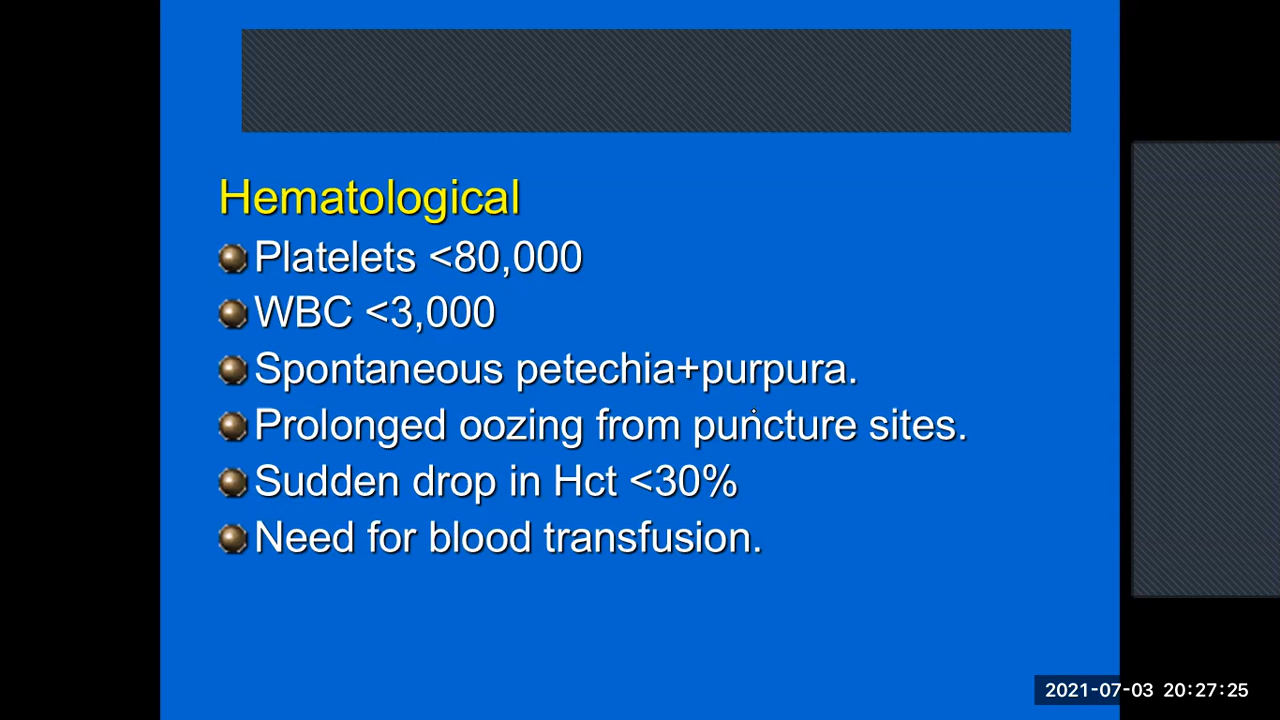 Hematological
Platelets <80,000
WBC <3,000
Spontaneous petechia+purpura.
Prolonged oozing from puncture sites.
Sudden drop in Hct <30%
Need for blood transfusion.
2021-07-03 20:27:25